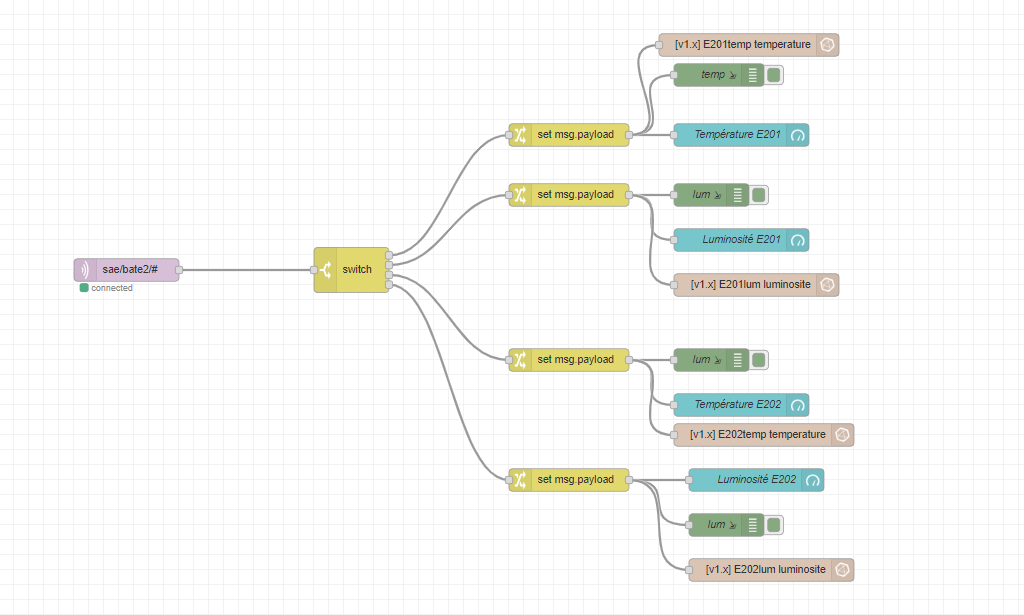 [v1.x] E201temp temperature
temp
set msg.payload
Température E201
set msg.payload
lum
Luminosité E201
sae/bate2/#
connected
switch
[v1.x] E201lum luminosite
set msg.payload
lum
Température E202
[v1.x] E202temp temperature
set msg.payload
Luminosité E202
lum
[v1.x] E202lum luminosite